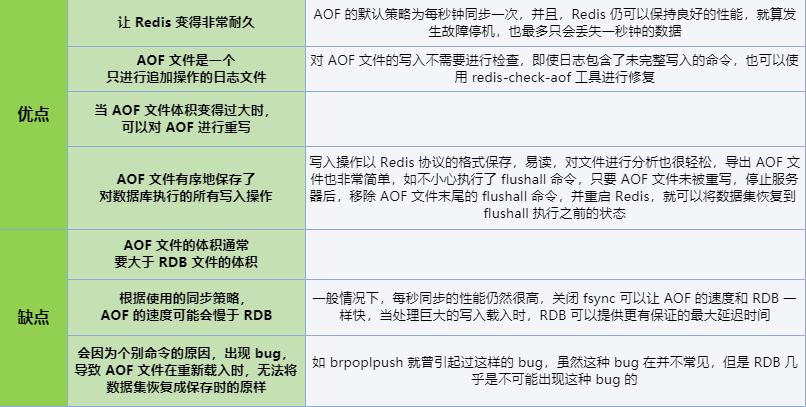 优点
让 Redis 变得非常耐久
AOF 的默认策略为每秒钟同步一次，并且，Redis 仍可以保持良好的性能，就算发
生故障停机，也最多只会丢失一秒钟的数据
AOF 文件是一个
只进行追加操作的日志文件
对 AOF 文件的写入不需要进行检查，即使日志包含了未完整写入的命令，也可以使
用 redis-check-aof 工具进行修复
当 AOF 文件体积变得过大时，
可以对 AOF 进行重写
AOF 文件有序地保存了
对数据库执行的所有写入操作
写入操作以 Redis 协议的格式保存，易读，对文件进行分析也很轻松，导出 AOF 文
件也非常简单，如不小心执行了 flushall 命令，只要 AOF 文件未被重写，停止服务
器后，移除 AOF 文件末尾的 flushall 命令，并重启 Redis，就可以将数据集恢复到
flushall 执行之前的状态
缺点
AOF 文件的体积通常
要大于 RDB 文件的体积
根据使用的同步策略，
AOF 的速度可能会慢于 RDB
一般情况下，每秒同步的性能仍然很高，关闭 fsync 可以让 AOF 的速度和 RDB 一
样快，当处理巨大的写入载入时，RDB 可以提供更有保证的最大延迟时间
会因为个别命令的原因，出现 bug，
导致 AOF 文件在重新载入时，无法将
数据集恢复成保存时的原样
如 brpoplpush 就曾引起过这样的 bug，虽然这种 bug 在并不常见，但是 RDB 几
乎是不可能出现这种 bug 的